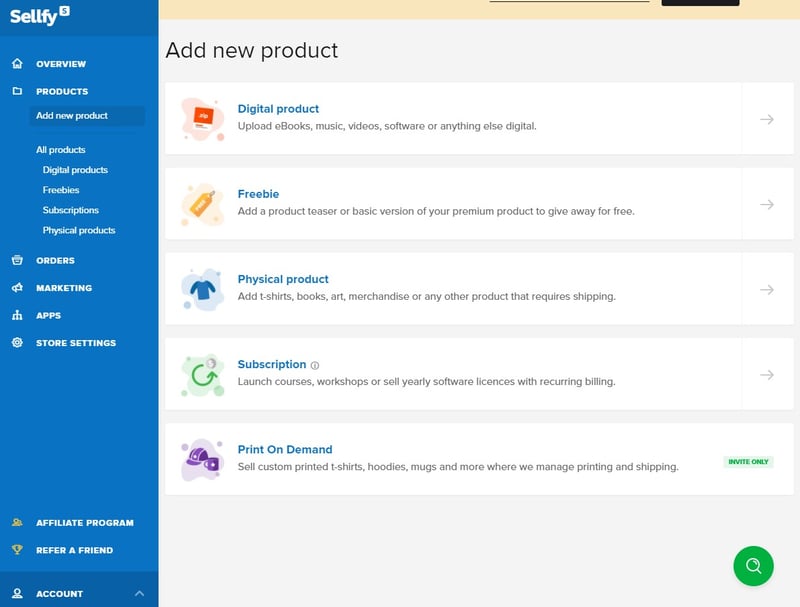 Sellfy S
OVERVIEW
PRODUCTS
Add new product
All products
Digital products
Freebies
Subscriptions
Physical products
ORDERS
MARKETING
APPS
STORE SETTINGS
AFFILIATE PROGRAM
REFER A FRIEND
ACCOUNT
Add new product
.zip
Digital product
Upload eBooks, music, videos, software or anything else digital.
FREE
Freebie
Add a product teaser or basic version of your premium product to give away for free.
Physical product
Add t-shirts, books, art, merchandise or any other product that requires shipping.
Subscription
Launch courses, workshops or sell yearly software licences with recurring billing.
Print On Demand
Sell custom printed t-shirts, hoodies, mugs and more where we manage printing and shipping.
INVITE ONLY